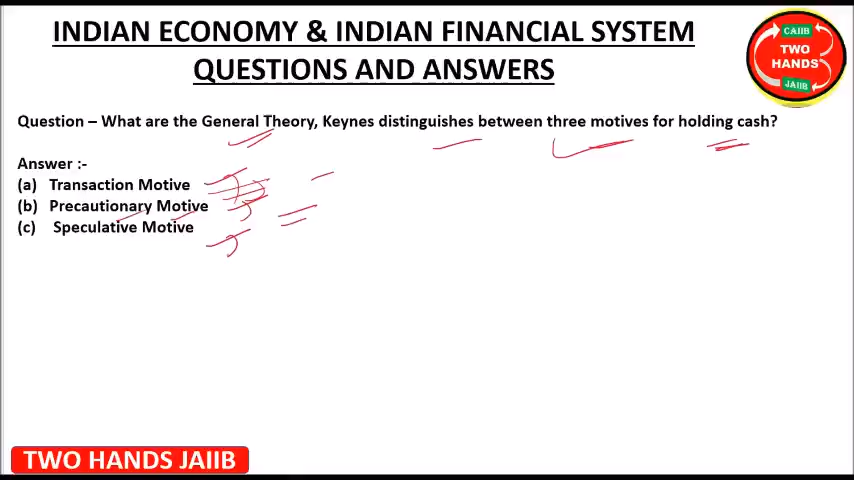 INDIAN ECONOMY & INDIAN FINANCIAL SYSTEM
QUESTIONS AND ANSWERS
CAIIB
TWO
HANDS
JAIIB
Question – What are the General Theory, Keynes distinguishes between three motives for holding cash?
Answer :-
(a) Transaction Motive
(b) Precautionary Motive
(c) Speculative Motive
TWO HANDS JAIIB